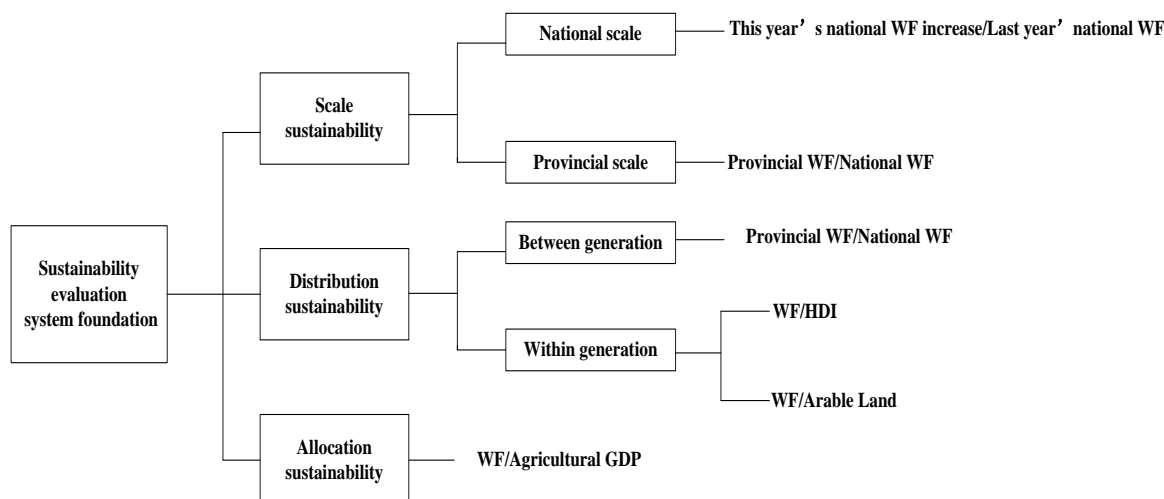 National scale
This year's national WF increase/Last year' national WF
Scale
sustainability
Provincial scale
Provincial WF/National WF
Between generation
Provincial WF/National WF
Sustainability
evaluation
system foundation
Distribution
sustainability
WF/HDI
Within generation
WF/Arable Land
Allocation
sustainability
WF/Agricultural GDP